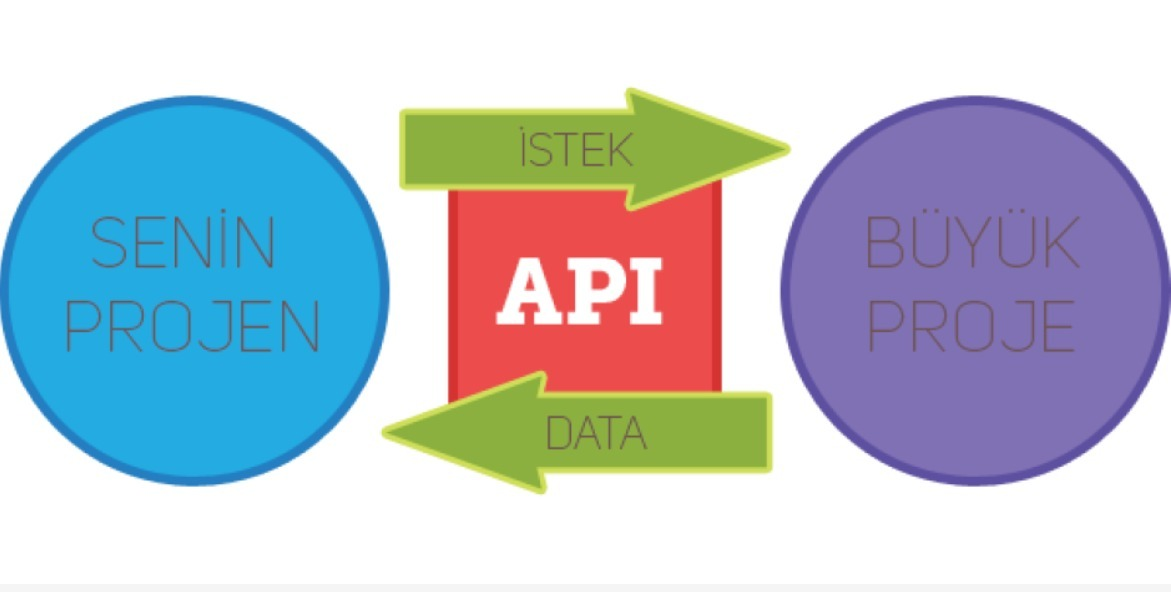 SENİN
PROJEN
İSTEK
API
DATA
BÜYÜK
PROJE